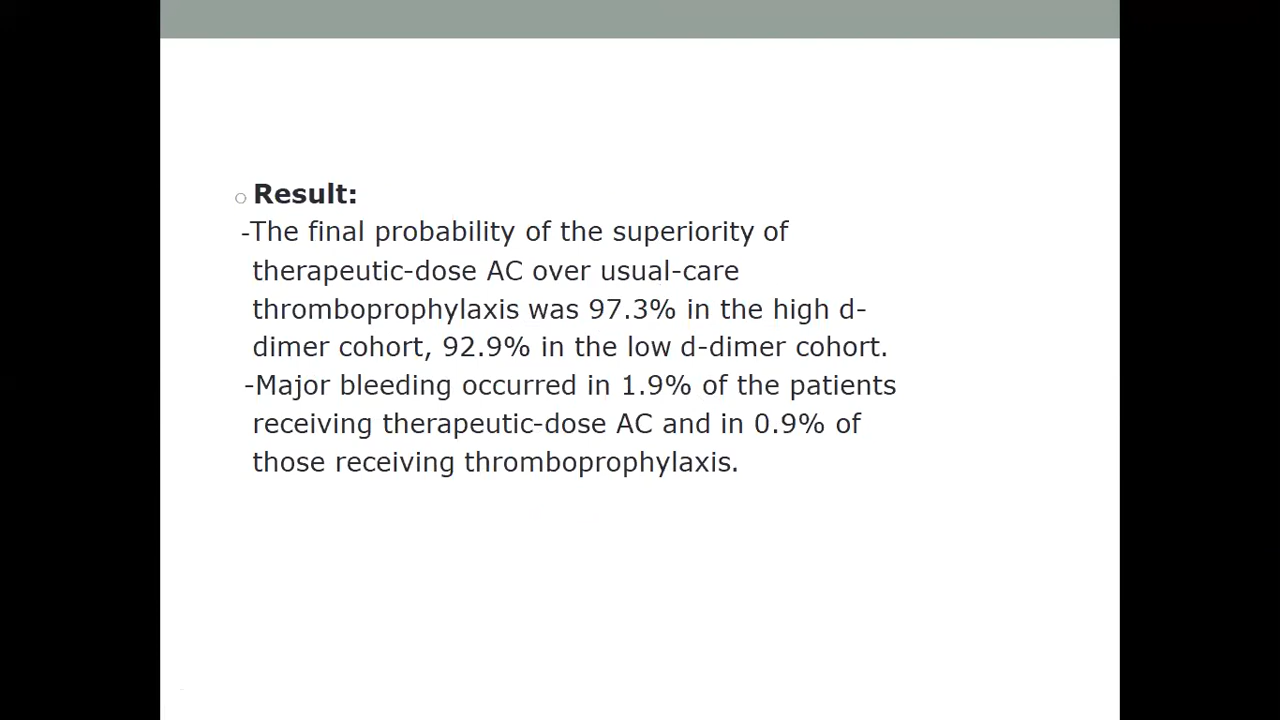 Result:
-The final probability of the superiority of
therapeutic-dose AC over usual-care
thromboprophylaxis was 97.3% in the high d-
dimer cohort, 92.9% in the low d-dimer cohort.
-Major bleeding occurred in 1.9% of the patients
receiving therapeutic-dose AC and in 0.9% of
those receiving thromboprophylaxis.